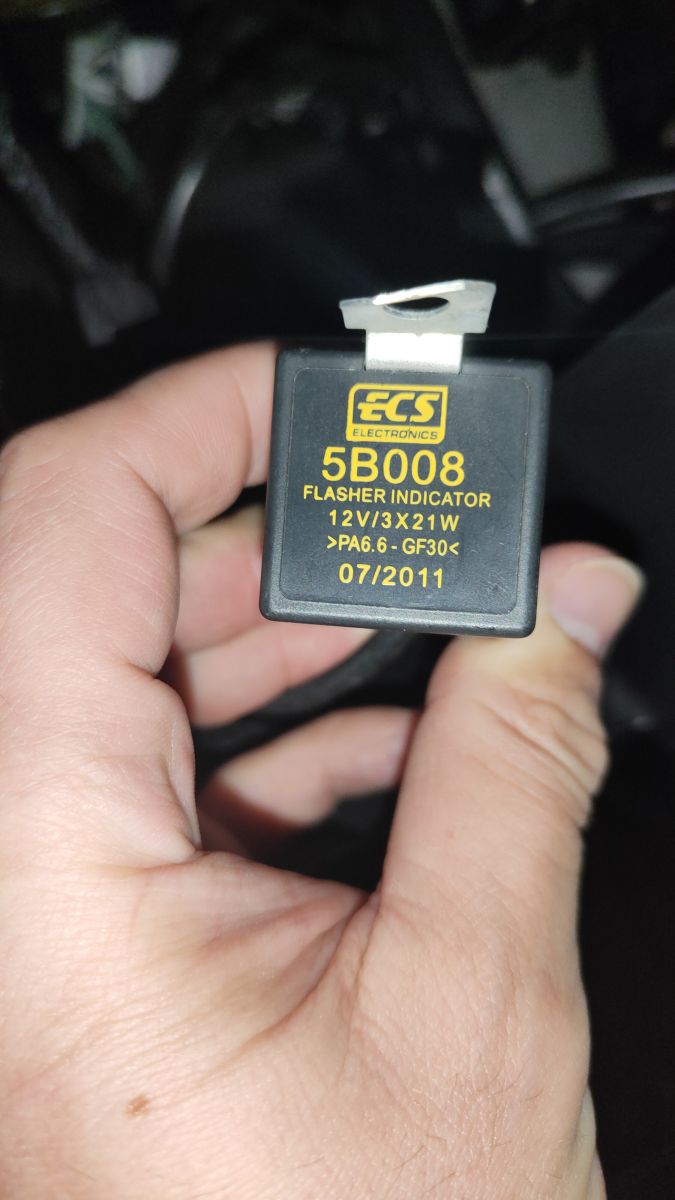 ECS
ELECTRONICS
5B008
FLASHER INDICATOR
12V/3X21W
>PA6.6 - GF30<
07/2011